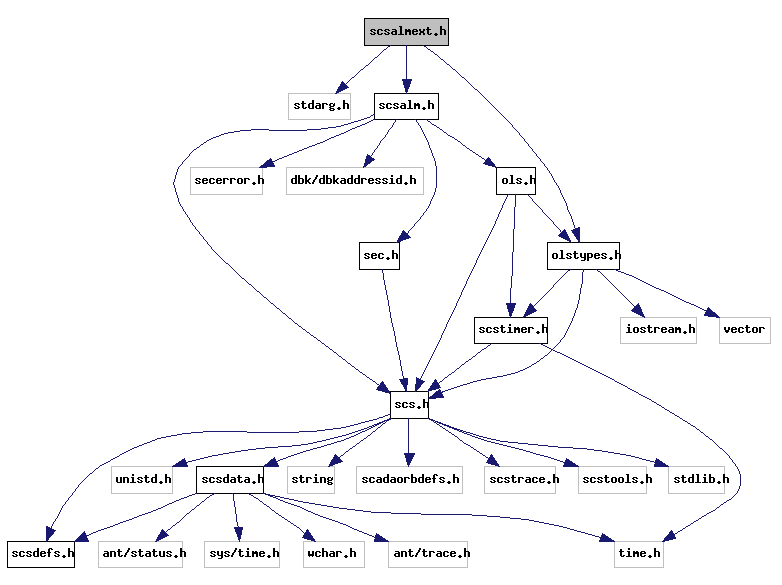 scsalmext.h
stdarg.h
scsalm.h
secerror.h
dbk/dbkaddressid.h
ols.h
sec.h
olstypes.h
scstimer.h
iostream.h
vector
scs.h
unistd.h
scsdata.h
string
scadaorbdefs.h
scstrace.h
scstools.h
stdlib.h
scsdefs.h
ant/status.h
sys/time.h
wchar.h
ant/trace.h
time.h